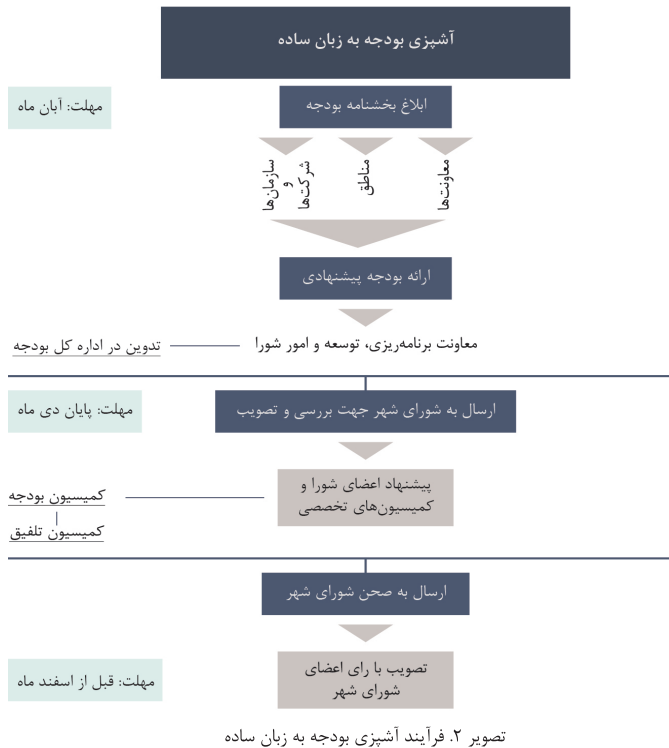 آشپزی بودجه به زبان ساده
ابلاغ بخشنامه بودجه
مهلت: آبان ماه
معاونت‌ها
مناطق
شرکت‌ها
و
سازمان‌ها
ارائه بودجه پیشنهادی
معاونت برنامه‌ریزی، توسعه و امور شورا
تدوین در اداره کل بودجه
ارسال به شورای شهر جهت بررسی و تصویب
مهلت: پایان دی ماه
پیشنهاد اعضای شورا و
کمیسیون‌های تخصصی
کمیسیون بودجه
کمیسیون تلفیق
ارسال به صحن شورای شهر
تصویب با رای اعضای
شورای شهر
مهلت: قبل از اسفند ماه
تصویر ۲. فرآیند آشپزی بودجه به زبان ساده